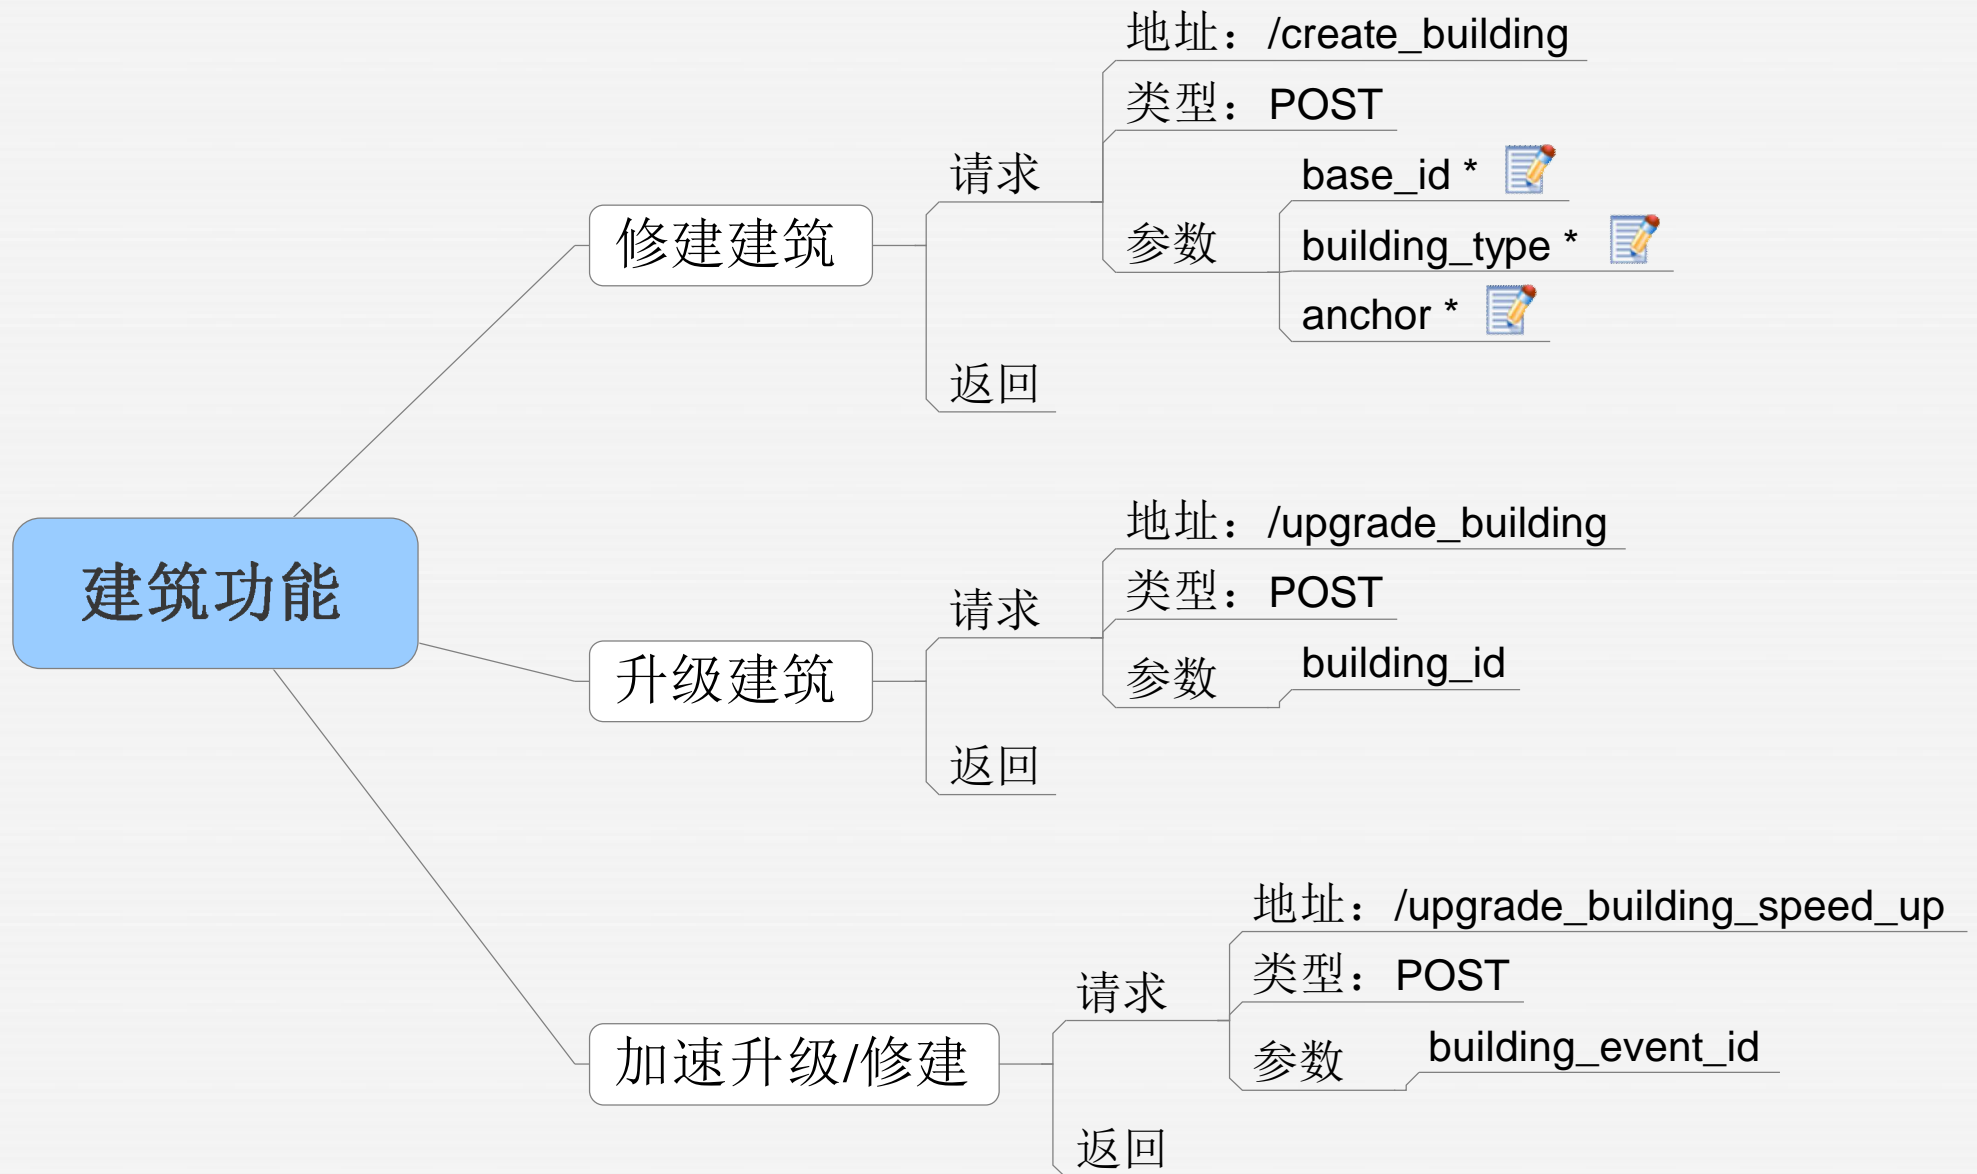 建筑功能
修建建筑
请求
地址：/create_building
类型：POST
参数
base_id *
building_type *
anchor *
返回
升级建筑
请求
地址：/upgrade_building
类型：POST
参数
building_id
返回
加速升级/修建
请求
地址：/upgrade_building_speed_up
类型：POST
参数
building_event_id
返回